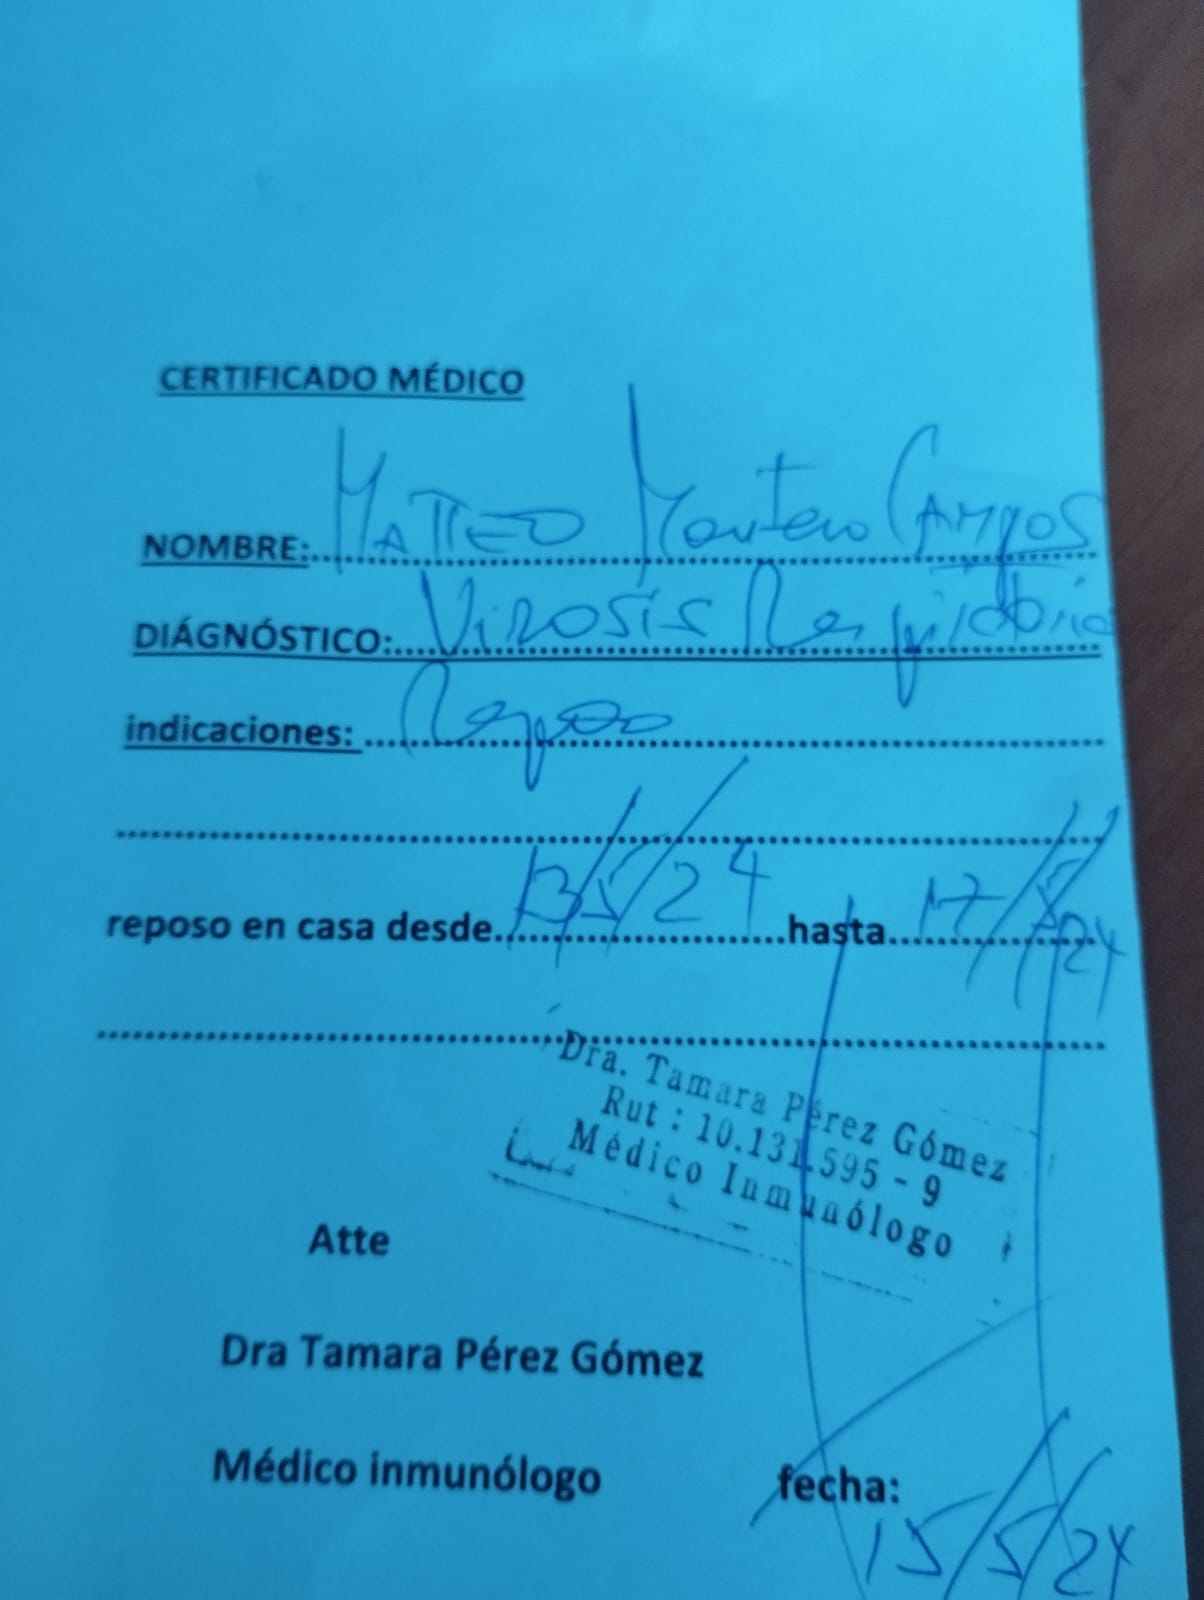 CERTIFICADO MÉDICO
NOMBRE: MATTEO Montero CAMPOS
DIÁGNÓSTICO: VIROSIS Respiratoria
indicaciones: Reposo
reposo en casa desde 13/5/24 hasta 17/5/24
Dra. Tamara Pérez Gómez
Rut : 10.131.595 - 9
Médico Inmunólogo
Atte
Dra Tamara Pérez Gómez
Médico inmunólogo fecha:
15/5/24